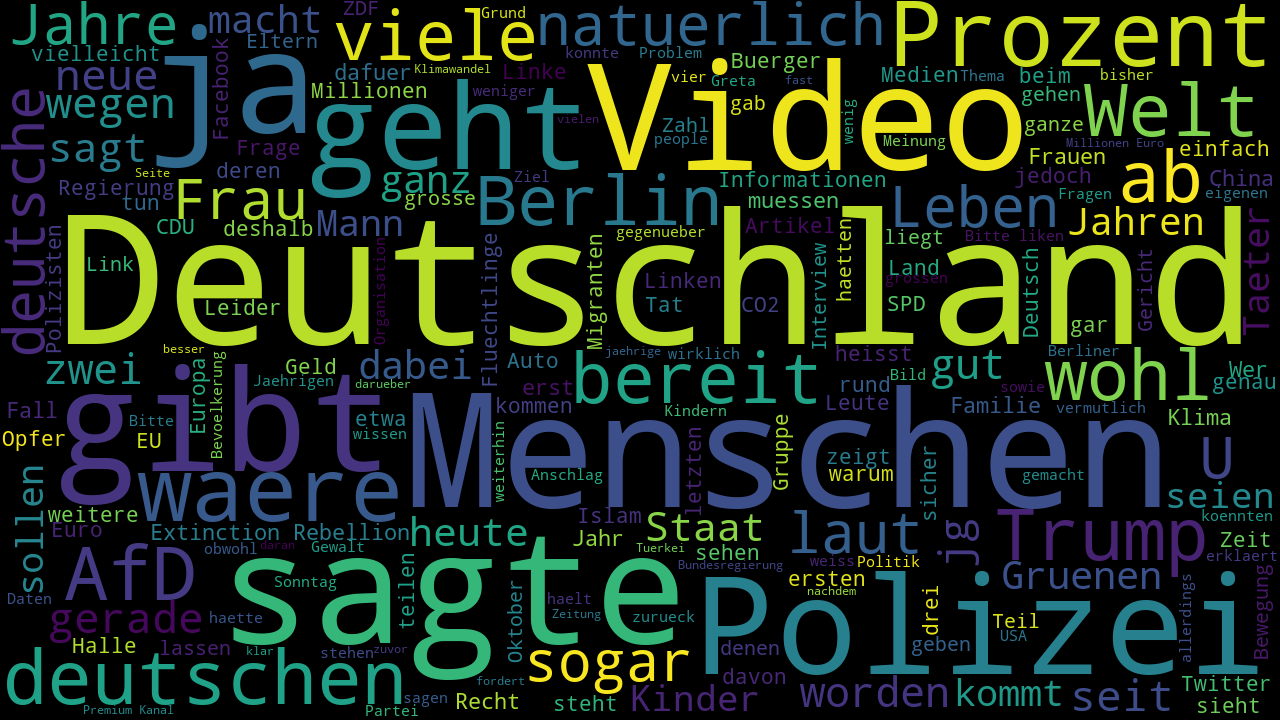 Jahre
macht
ZDF
Grund
natuerlich
Prozent
vielleicht
Eltern
viele
konnte
Problem
ja
neue
Facebook
dafuer
Klimawandel
Linke
Video
Buerger
Medien
Thema
beim
bisher
Welt
wegen
Millionen
weniger
vier
Greta
fast
gehen
geht
vielen
gab
wenig
ganze
deutsche
sagt
Frage
Zahl
people
Meinung
Millionen Euro
einfach
Seite
deren
Frauen
Regierung
Frau
ganz
Ziel
Informationen
jedoch
ab
China
tun
grosse
Berlin
muessen
Leben
Fragen
eigenen
CDU
deshalb
Mann
gegenueber
Artikel
Jahren
Polizisten
Deutschland
Link
Organisation
Fluechtlinge
Migranten
Interview
haetten
liegt
Bitte liken
Deutsch
Gericht
Taeter
Linken
Land
grossen
Leider
Tat
CO2
SPD
gar
besser
jaehrige
wirklich
heisst
Berliner
zwei
Europa
Bevoelkerung
Geld
dabei
Auto
bereit
gut
wohl
Wer
Jaehrigen
darueber
erst
rund
Bild
sowie
genau
Fall
gibt
kommen
Kindern
Leute
Familie
vermutlich
Klima
Opfer
Bitte
EU
etwa
wissen
Menschen
weiterhin
letzten
Gruppe
zeigt
warum
sicher
U
Anschlag
gemacht
sollen
waere
seien
weitere
Islam
koennten
Euro
Extinction Rebellion
heute
Jahr
Staat
laut
jg
Trump
Zeit
obwohl
daran
Gewalt
Tuerkei
sehen
weiss
Politik
erklaert
AfD
sagte
teilen
Bundesregierung
Polizei
ersten
Gruenen
Sonntag
nachdem
Daten
gerade
haette
Oktober
haelt
Zeitung
zurueck
drei
Teil
USA
allerdings
Bewegung
Halle
lassen
klar
stehen
zuvor
sogar
denen
geben
deutschen
fordert
davon
sagen
Recht
steht
Kinder
worden
kommt
seit
Twitter
sieht
Premium Kanal
Partei